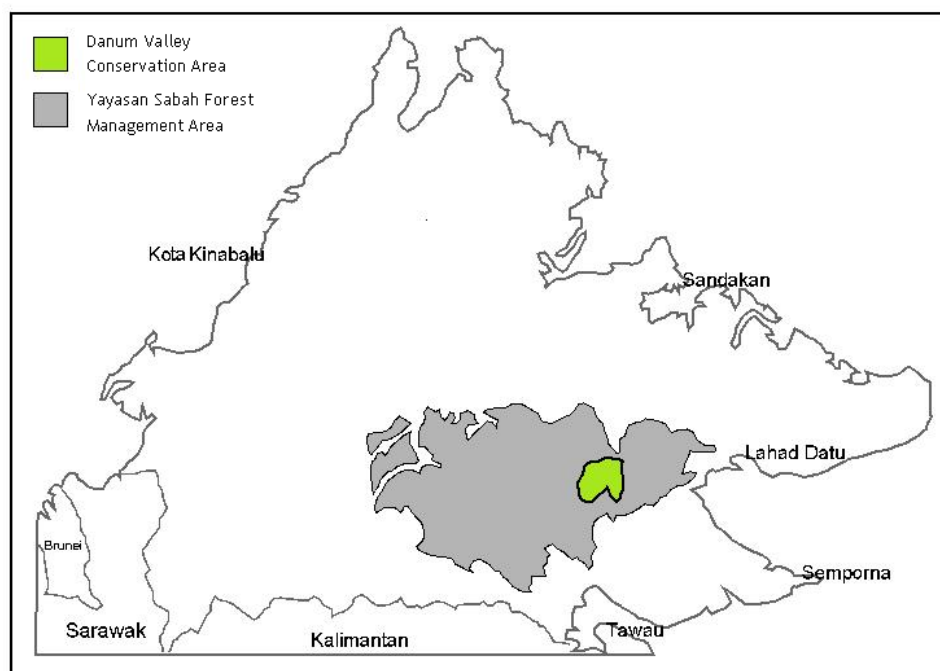 Danum Valley
Conservation Area
Yayasan Sabah Forest
Management Area
Kota Kinabalu
Sandakan
Lahad Datu
Brunei
Semporna
Sarawak
Kalimantan
Tawau